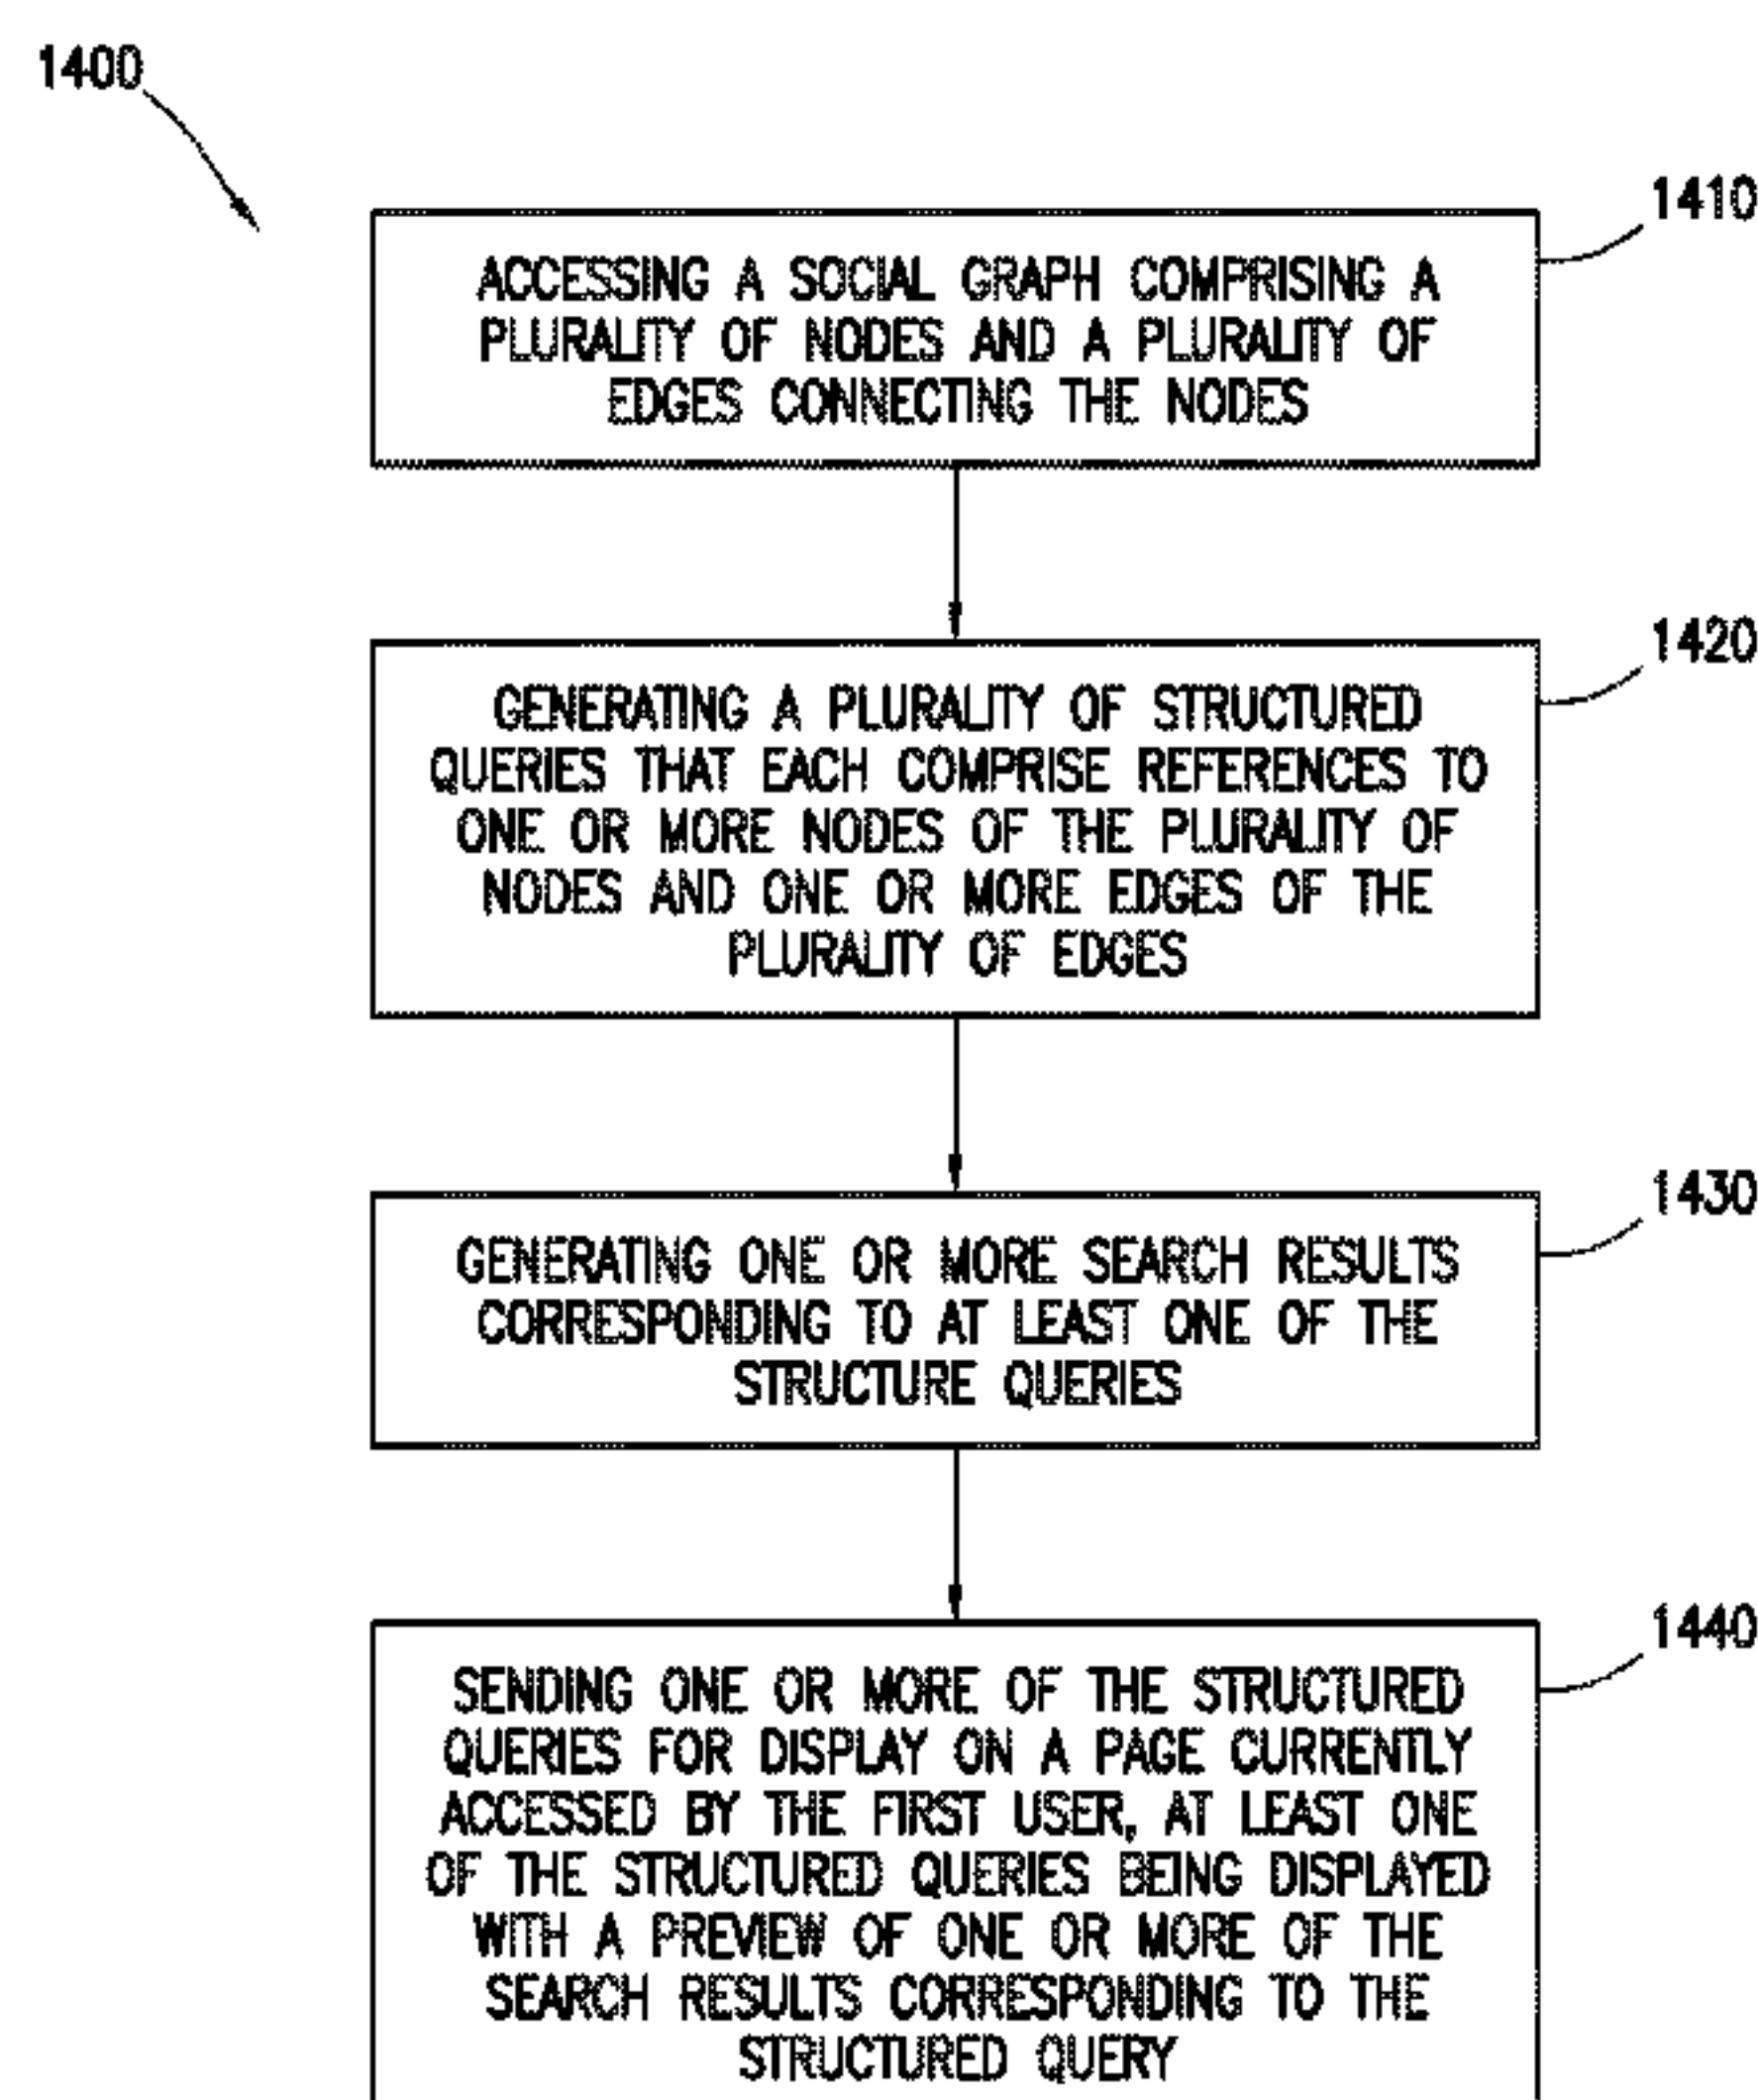 1400
1410
ACCESSING A SOCIAL GRAPH COMPRISING A
PLURALITY OF NODES AND A PLURALITY OF
EDGES CONNECTING THE NODES
1420
GENERATING A PLURALITY OF STRUCTURED
QUERIES THAT EACH COMPRISE REFERENCES TO
ONE OR MORE NODES OF THE PLURALITY OF
NODES AND ONE OR MORE EDGES OF THE
PLURALITY OF EDGES
1430
GENERATING ONE OR MORE SEARCH RESULTS
CORRESPONDING TO AT LEAST ONE OF THE
STRUCTURE QUERIES
1440
SENDING ONE OR MORE OF THE STRUCTURED
QUERIES FOR DISPLAY ON A PAGE CURRENTLY
ACCESSED BY THE FIRST USER, AT LEAST ONE
OF THE STRUCTURED QUERIES BEING DISPLAYED
WITH A PREVIEW OF ONE OR MORE OF THE
SEARCH RESULTS CORRESPONDING TO THE
STRUCTURED QUERY